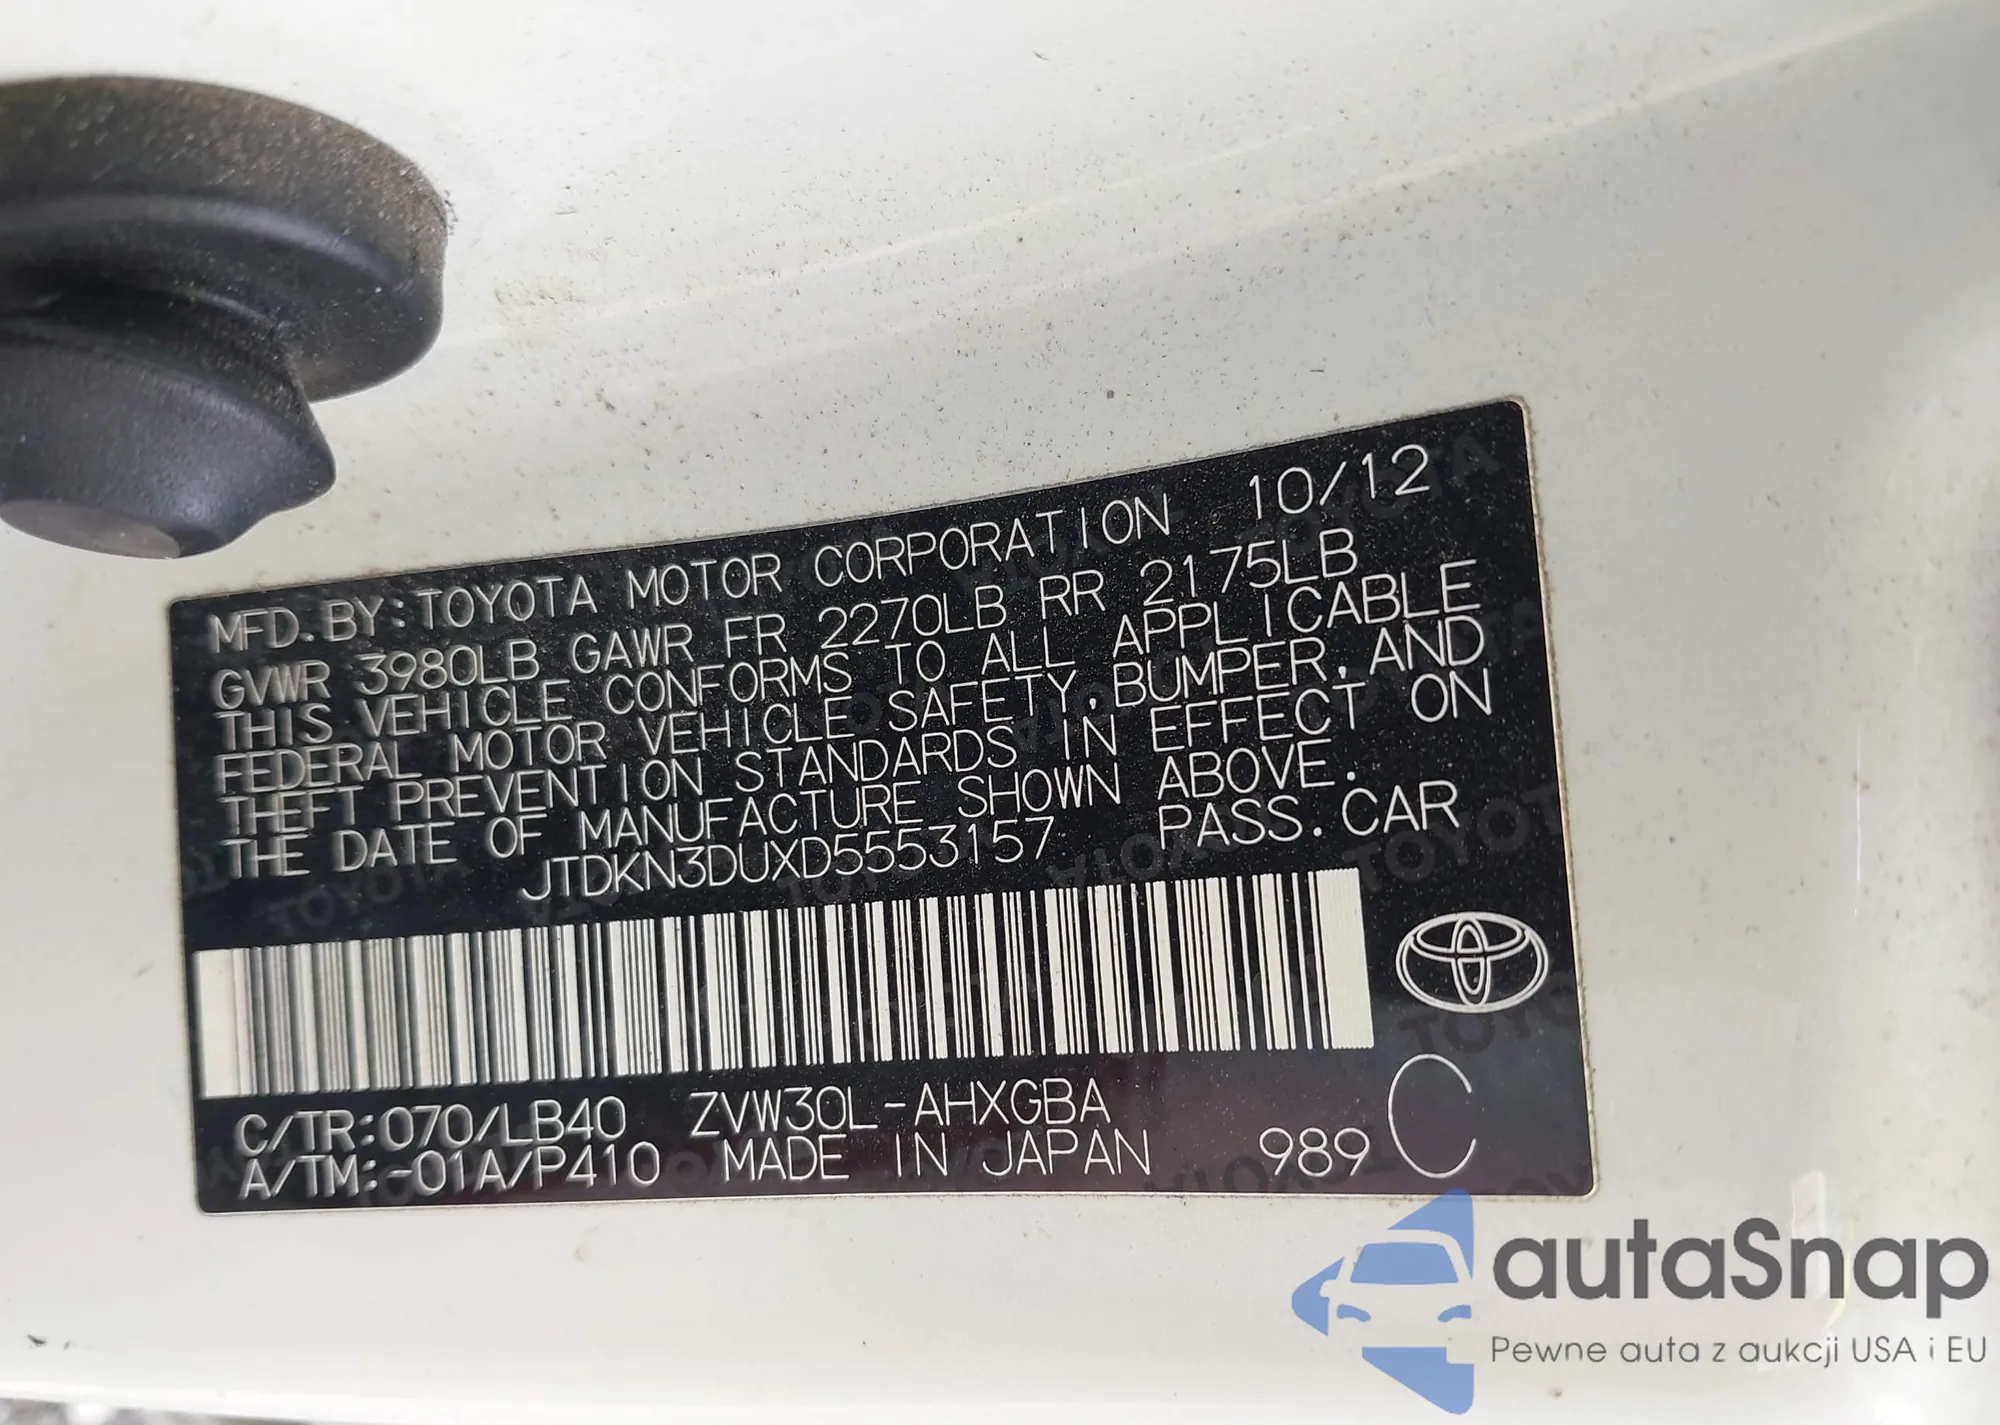 MFD. BY: TOYOTA MOTOR CORPORATION 10/12
GVWR 3980LB GAWR FR 2270LB RR 2175LB
THIS VEHICLE CONFORMS TO ALL APPLICABLE
FEDERAL MOTOR VEHICLE SAFETY, BUMPER, AND
THEFT PREVENTION STANDARDS IN EFFECT ON
THE DATE OF MANUFACTURE SHOWN ABOVE.
JTDKN3DUXD5553157 PASS. CAR
C/TR:070/LB40 ZVW30L-AHXGBA
A/TM:-01A/P410 MADE IN JAPAN 989 C
autaSnap
Pewne auta z aukcji USA i EU